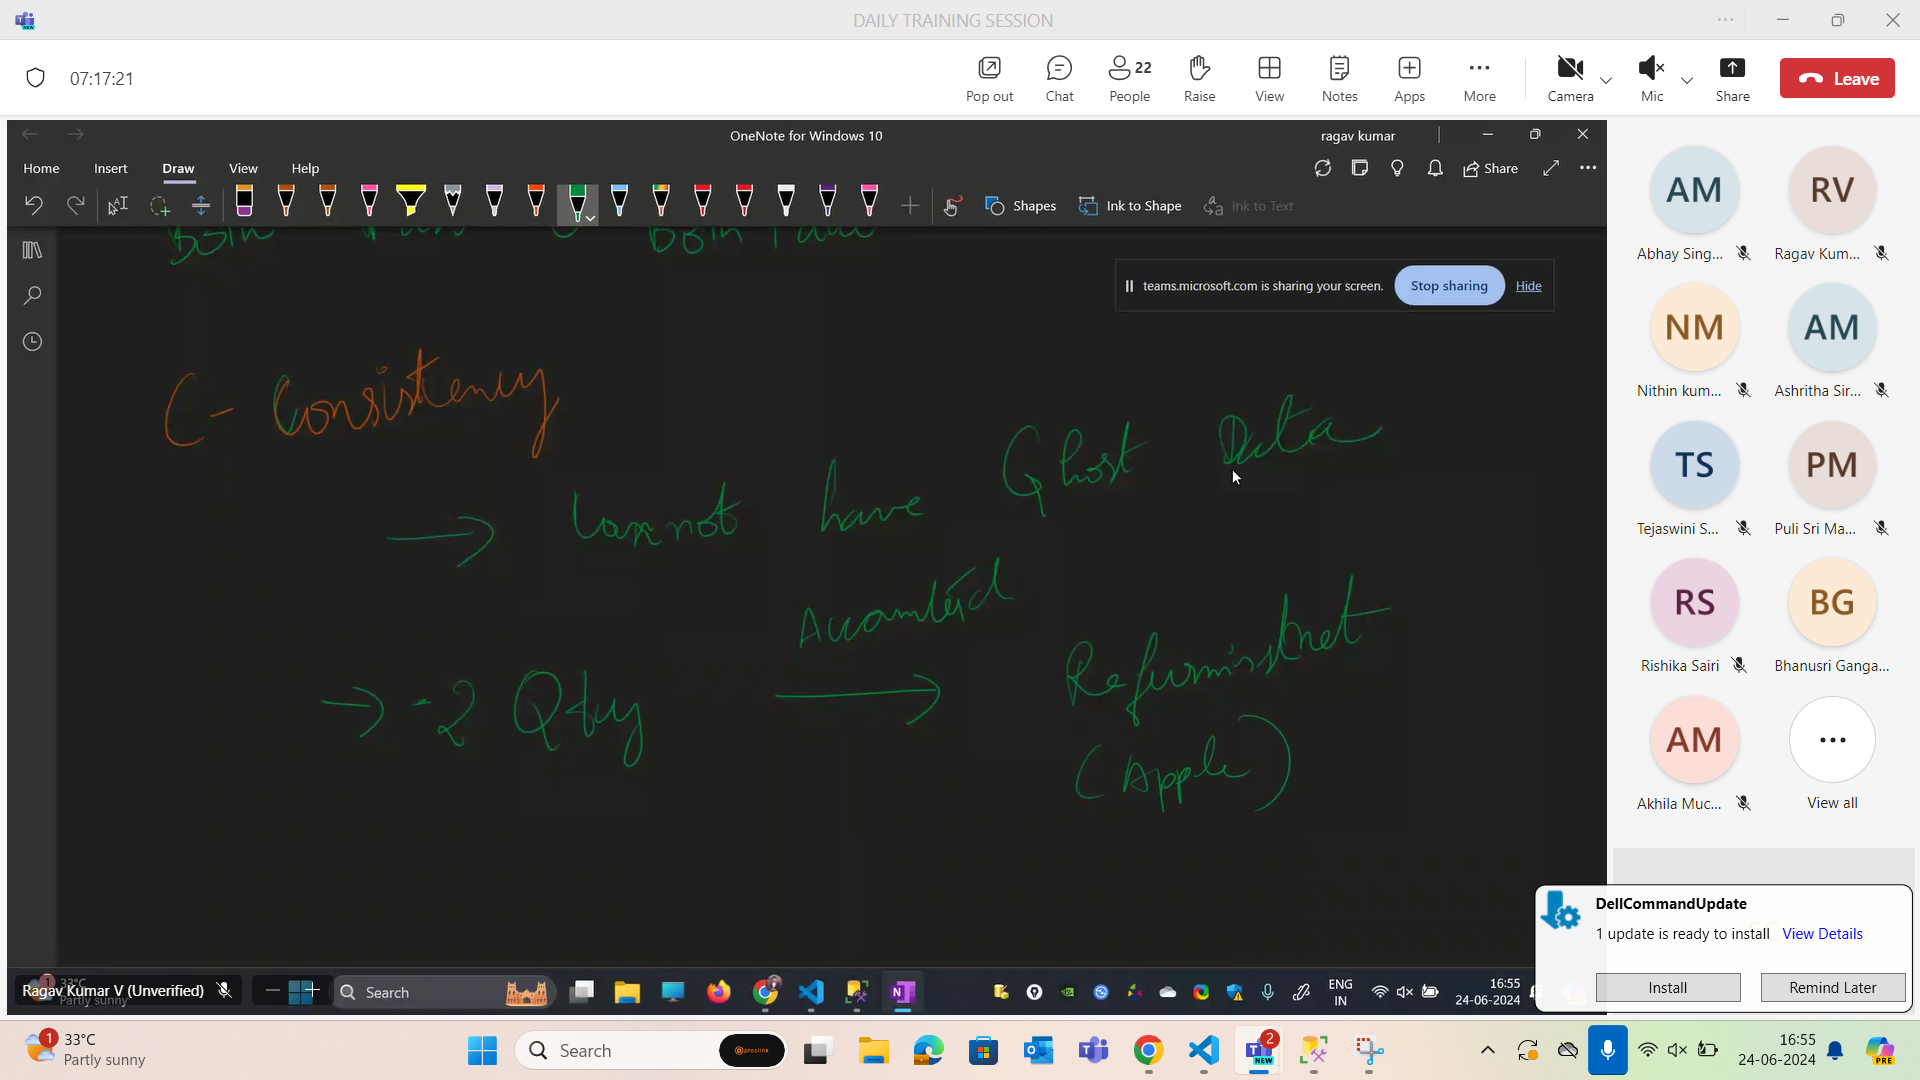 DAILY TRAINING SESSION
07:17:21
Pop out
Chat
22
People
Raise
View
Notes
Apps
More
Camera
Mic
Share
Leave
OneNote for Windows 10
ragav kumar
Home Insert Draw View Help
Share
Shapes
Ink to Shape
Ink to Text
teams.microsoft.com is sharing your screen.
Stop sharing
Hide
C - Consistency
→ Cannot have Ghost Data
→ -2 Qty
→
(Apple)
AM
Abhay Sing...
RV
Ragav Kum...
NM
Nithin kum...
AM
Ashritha Sir...
TS
Tejaswini S...
PM
Puli Sri Ma...
RS
Rishika Sairi
BG
Bhanusri Ganga...
AM
Akhila Muc...
View all
DellCommandUpdate
1 update is ready to install View Details
Install
Remind Later
Ragav Kumar V (Unverified)
Search
ENG
IN
16:55
24-06-2024
1
33°C
Partly sunny
Search
proclink
NEW
2
16:55
24-06-2024
PRE